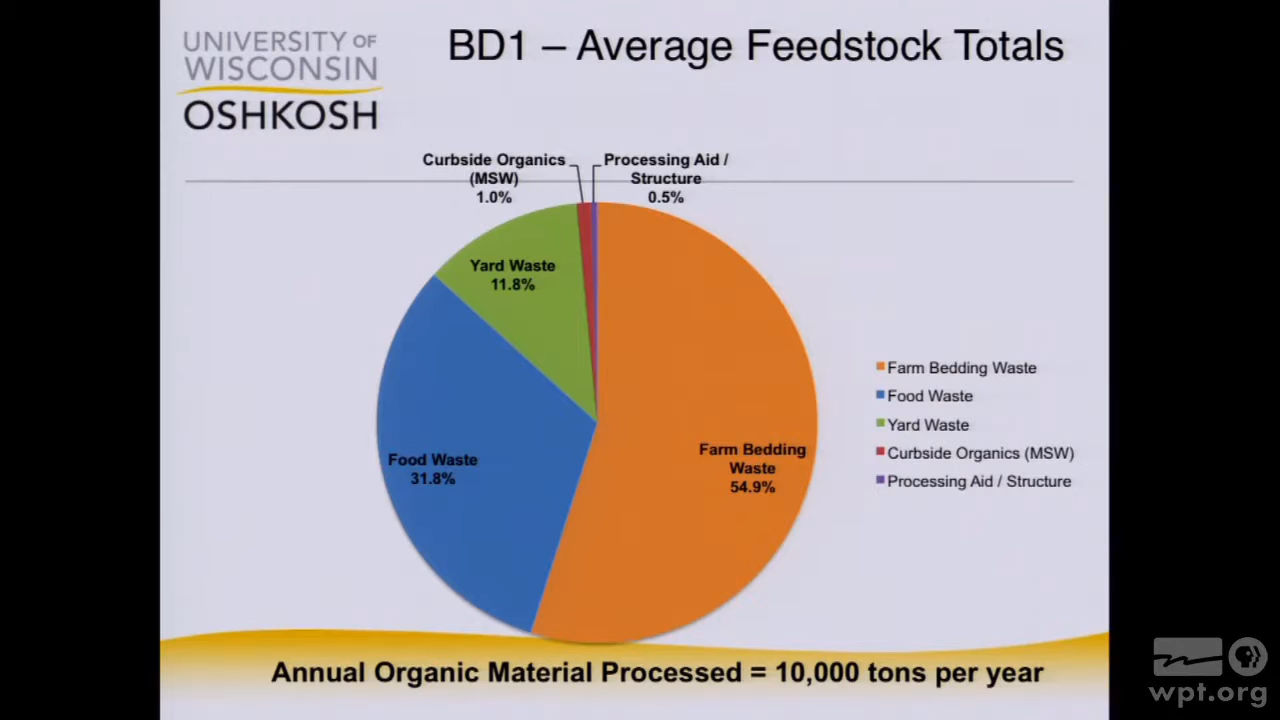 UNIVERSITY OF
WISCONSIN
OSHKOSH
BD1 – Average Feedstock Totals
Curbside Organics
(MSW)
1.0%
Processing Aid /
Structure
0.5%
Yard Waste
11.8%
Food Waste
31.8%
Farm Bedding
Waste
54.9%
Farm Bedding Waste
Food Waste
Yard Waste
Curbside Organics (MSW)
Processing Aid / Structure
Annual Organic Material Processed = 10,000 tons per year
wpt.org